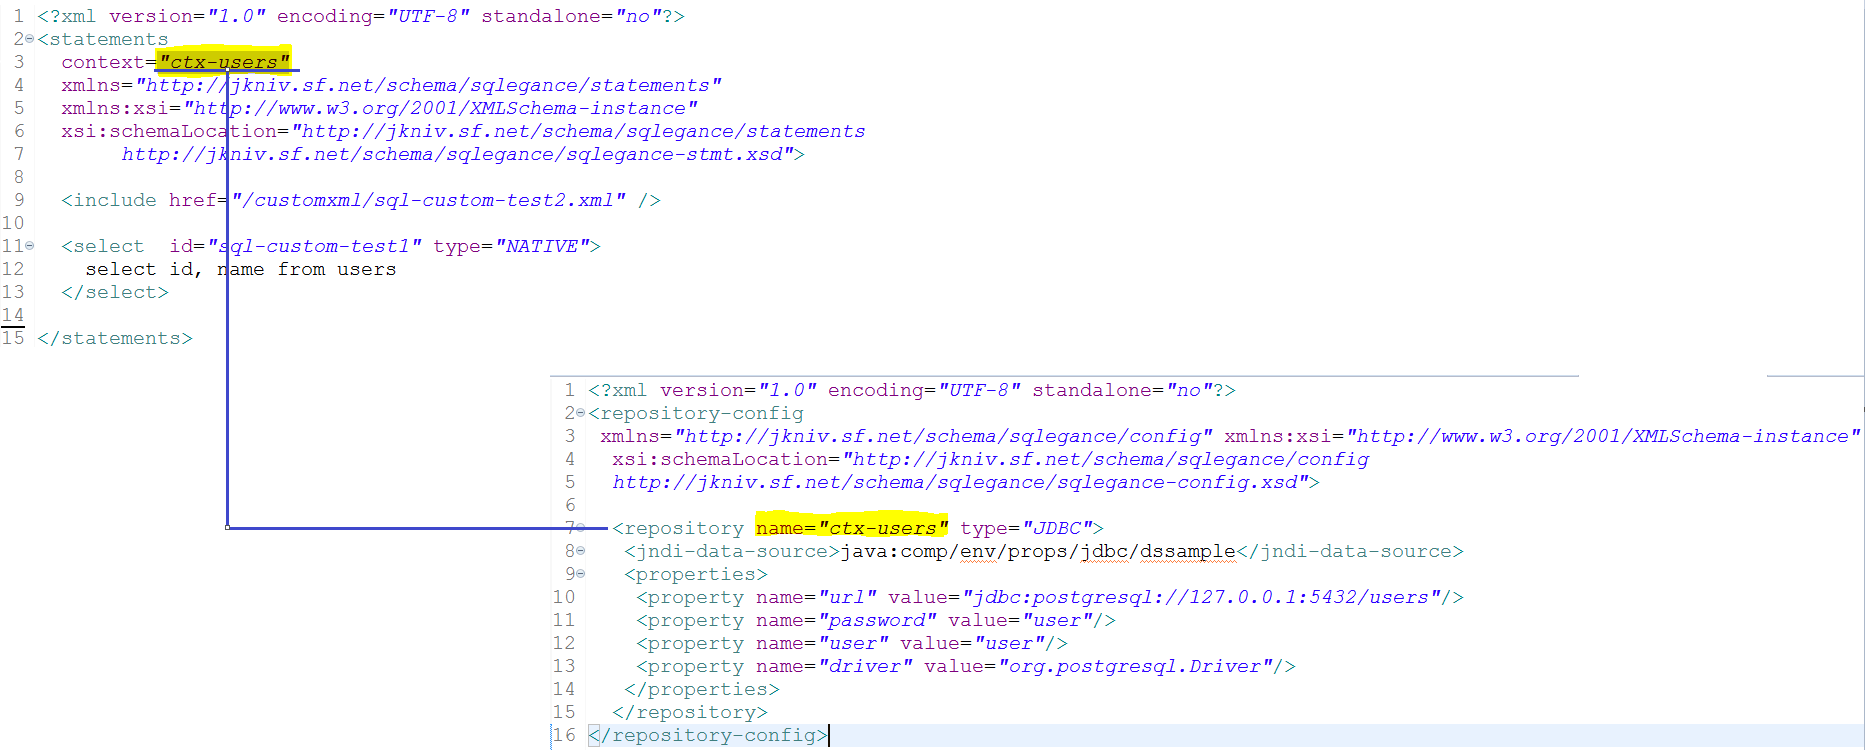 1 <?xml version="1.0" encoding="UTF-8" standalone="no"?>
2 <statements
3   context="ctx-users"
4   xmlns="http://jkniv.sf.net/schema/sqlegance/statements"
5   xmlns:xsi="http://www.w3.org/2001/XMLSchema-instance"
6   xsi:schemaLocation="http://jkniv.sf.net/schema/sqlegance/statements
7        http://jkniv.sf.net/schema/sqlegance/sqlegance-stmt.xsd">
8
9   <include href="/customxml/sql-custom-test2.xml" />
10
11   <select  id="sql-custom-test1" type="NATIVE">
12     select id, name from users
13   </select>
14
15 </statements>
1 <?xml version="1.0" encoding="UTF-8" standalone="no"?>
2 <repository-config
3  xmlns="http://jkniv.sf.net/schema/sqlegance/config" xmlns:xsi="http://www.w3.org/2001/XMLSchema-instance"
4   xsi:schemaLocation="http://jkniv.sf.net/schema/sqlegance/config
5   http://jkniv.sf.net/schema/sqlegance/sqlegance-config.xsd">
6
7   <repository name="ctx-users" type="JDBC">
8    <jndi-data-source>java:comp/env/props/jdbc/dssample</jndi-data-source>
9    <properties>
10     <property name="url" value="jdbc:postgresql://127.0.0.1:5432/users"/>
11     <property name="password" value="user"/>
12     <property name="user" value="user"/>
13     <property name="driver" value="org.postgresql.Driver"/>
14    </properties>
15   </repository>
16 </repository-config>